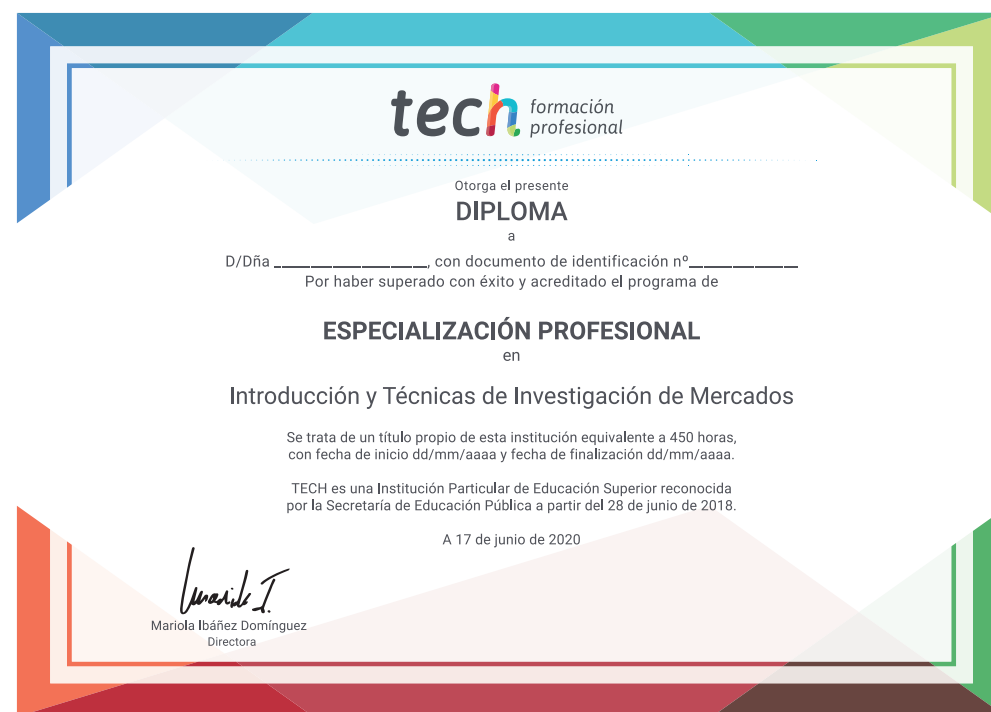 tech formación
profesional
Otorga el presente
DIPLOMA
a
D/Dña ____________________, con documento de identificación nº______________
Por haber superado con éxito y acreditado el programa de
ESPECIALIZACIÓN PROFESIONAL
en
Introducción y Técnicas de Investigación de Mercados
Se trata de un título propio de esta institución equivalente a 450 horas,
con fecha de inicio dd/mm/aaaa y fecha de finalización dd/mm/aaaa.
TECH es una Institución Particular de Educación Superior reconocida
por la Secretaría de Educación Pública a partir del 28 de junio de 2018.
A 17 de junio de 2020
Mariola I.
Mariola Ibáñez Domínguez
Directora